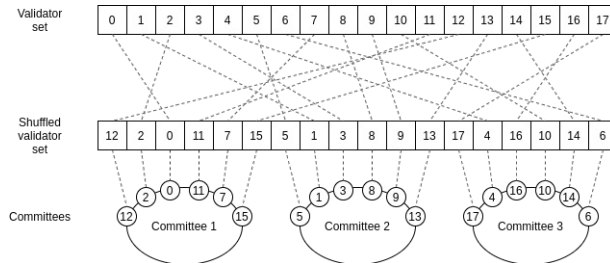 Validator set
0 1 2 3 4 5 6 7 8 9 10 11 12 13 14 15 16 17
Shuffled validator set
12 2 0 11 7 15 5 1 3 8 9 13 17 4 16 10 14 6
Committees
12 2 0 11 7 15
Committee 1
5 1 3 8 9 13
Committee 2
17 4 16 10 14 6
Committee 3